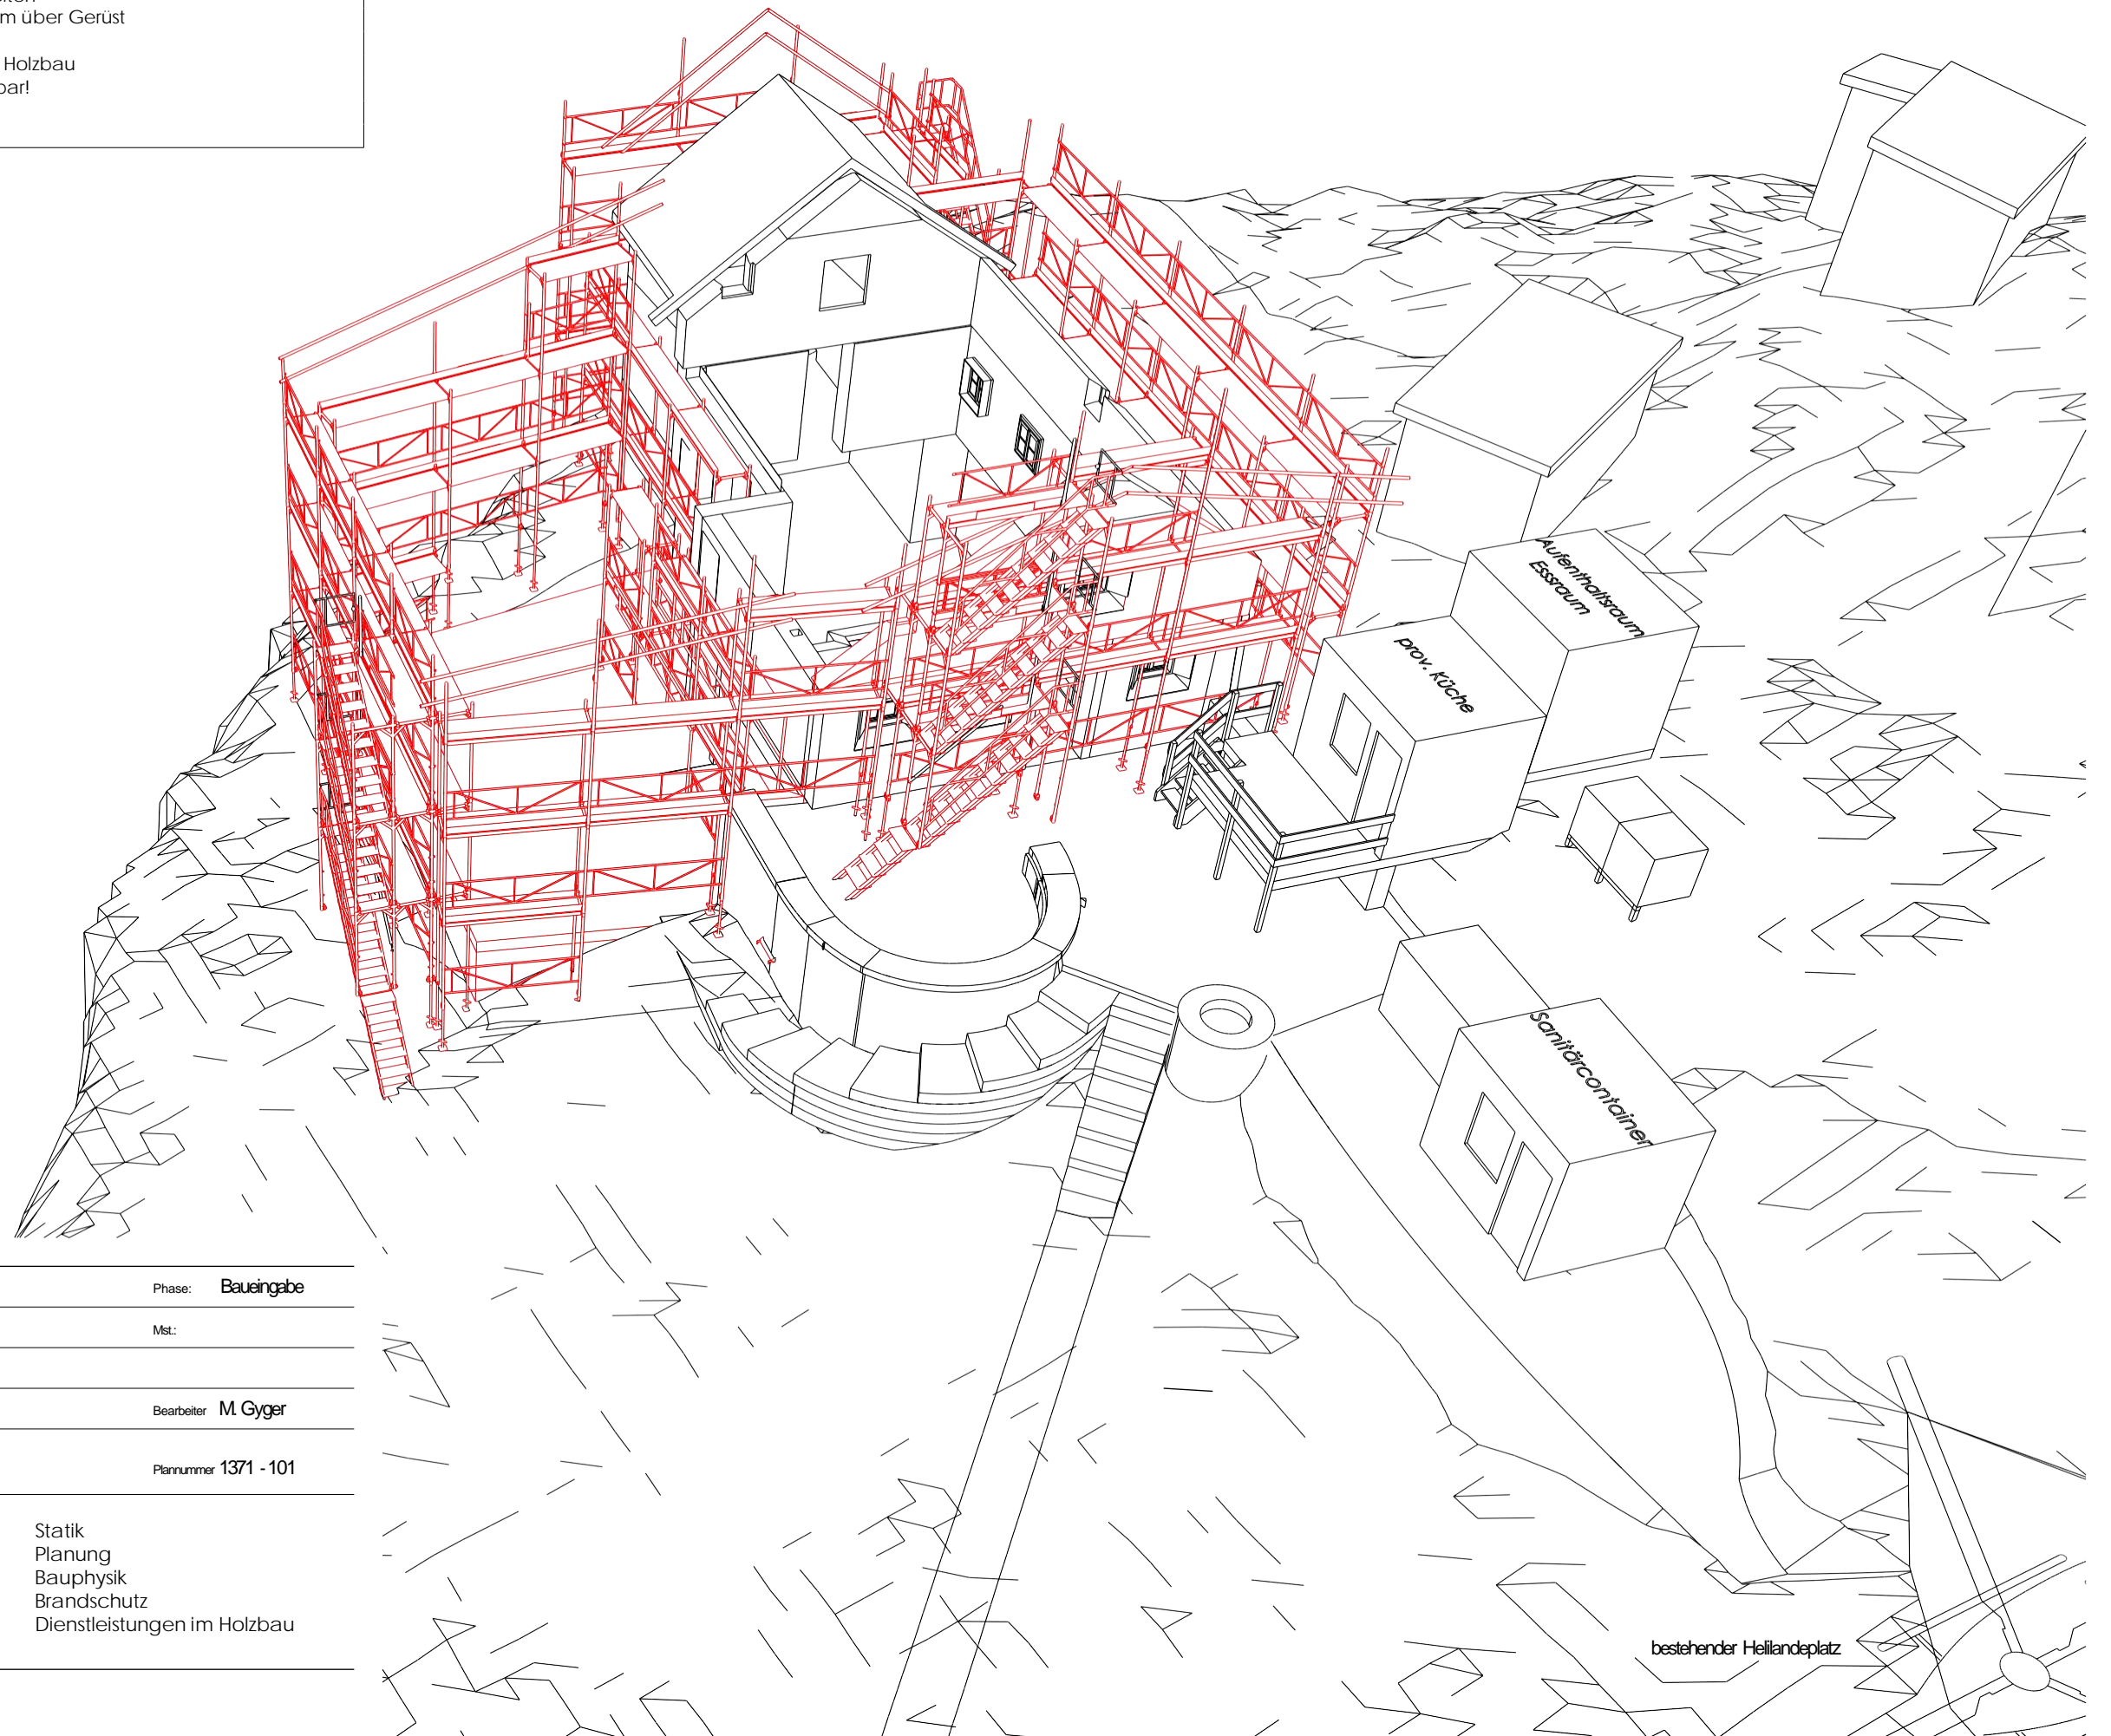 m über Gerüst
Holzbau
bar!
Aufenthaltsraum
Essraum
prov. Küche
Sanitärcontainer
Phase: Baueingabe
Mst.:
Bearbeiter M. Gyger
Plannummer 1371 - 101
Statik
Planung
Bauphysik
Brandschutz
Dienstleistungen im Holzbau
bestehender Helilandeplatz